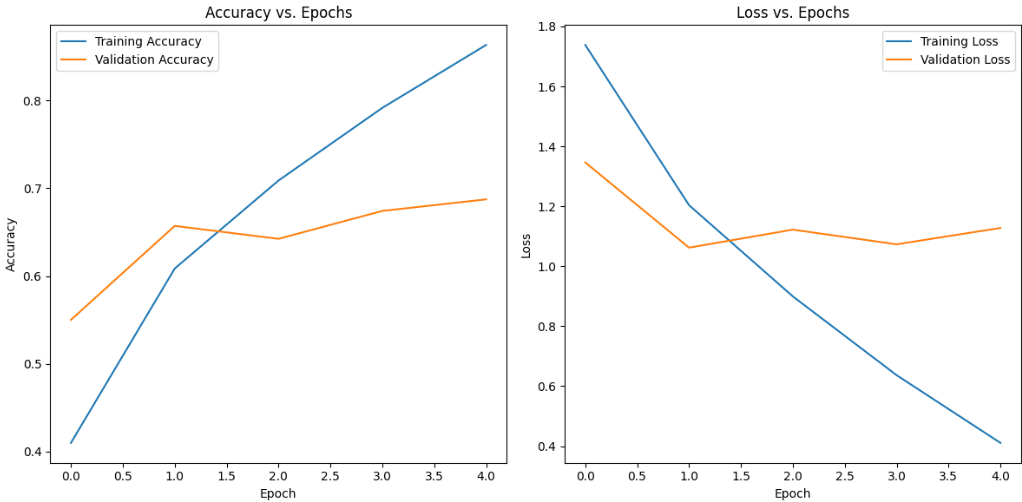 Accuracy vs. Epochs
Training Accuracy
Validation Accuracy
0.8
0.7
0.6
0.5
0.4
Accuracy
0.0 0.5 1.0 1.5 2.0 2.5 3.0 3.5 4.0
Epoch
Loss vs. Epochs
Training Loss
Validation Loss
1.8
1.6
1.4
1.2
1.0
0.8
0.6
0.4
Loss
0.0 0.5 1.0 1.5 2.0 2.5 3.0 3.5 4.0
Epoch